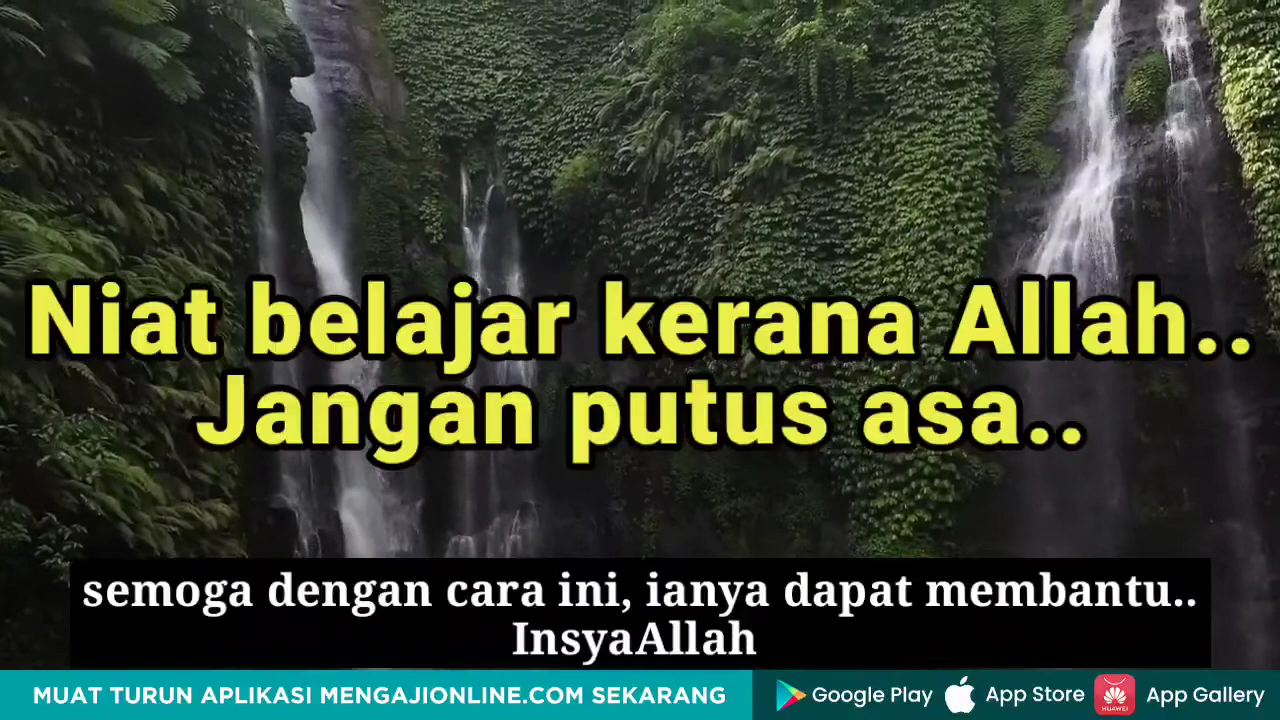 Niat belajar kerana Allah..
Jangan putus asa..
semoga dengan cara ini, ianya dapat membantu..
InsyaAllah
MUAT TURUN APLIKASI MENGAJIONLINE.COM SEKARANG
Google Play
App Store
HUAWEI
App Gallery